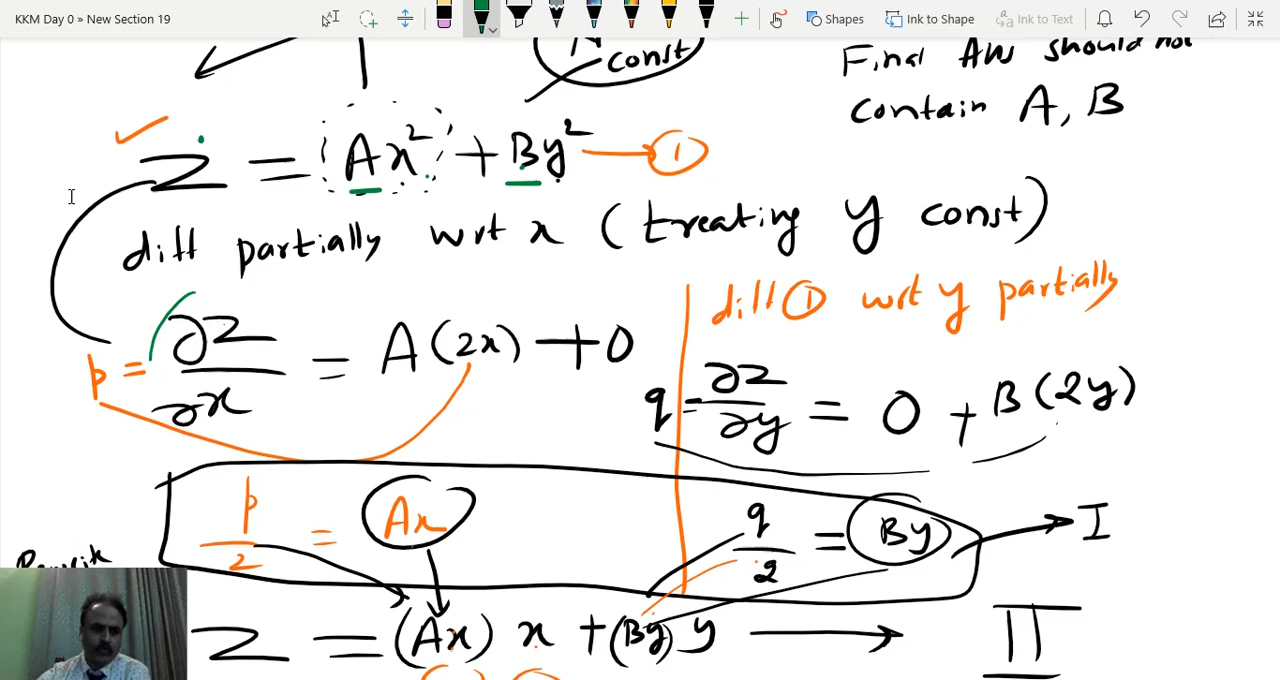 KKM Day 0 » New Section 19
Shapes
Ink to Shape
Ink to Text
const
Final Aw should not
contain A, B
Z = Ax² + By² → ①
diff partially wrt x (treating y const)
diff ① wrt y partially
p = ∂z/∂x = A(2x) + 0
q = ∂z/∂y = 0 + B(2y)
p/2 = Ax
q/2 = By → I
Z = (Ax) x + (By) y → II